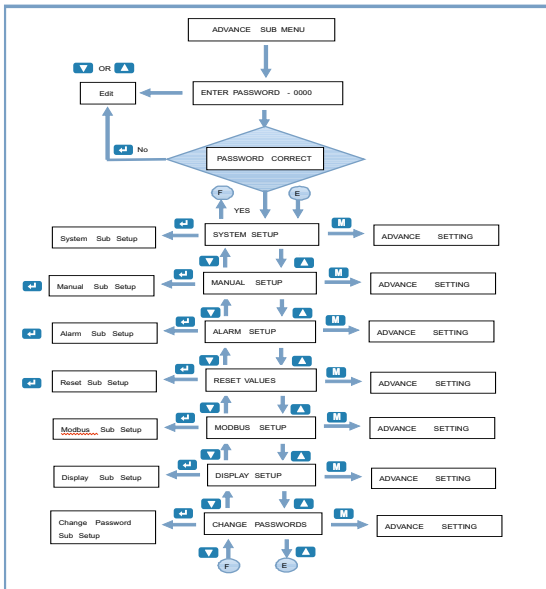 ADVANCE SUB MENU
OR
Edit
ENTER PASSWORD - 0000
No
PASSWORD CORRECT
F
YES
E
System Sub Setup
SYSTEM SETUP
M
ADVANCE SETTING
Manual Sub Setup
MANUAL SETUP
M
ADVANCE SETTING
Alarm Sub Setup
ALARM SETUP
M
ADVANCE SETTING
Reset Sub Setup
RESET VALUES
M
ADVANCE SETTING
Modbus Sub Setup
MODBUS SETUP
M
ADVANCE SETTING
Display Sub Setup
DISPLAY SETUP
M
ADVANCE SETTING
Change Password
Sub Setup
CHANGE PASSWORDS
M
ADVANCE SETTING
F
E